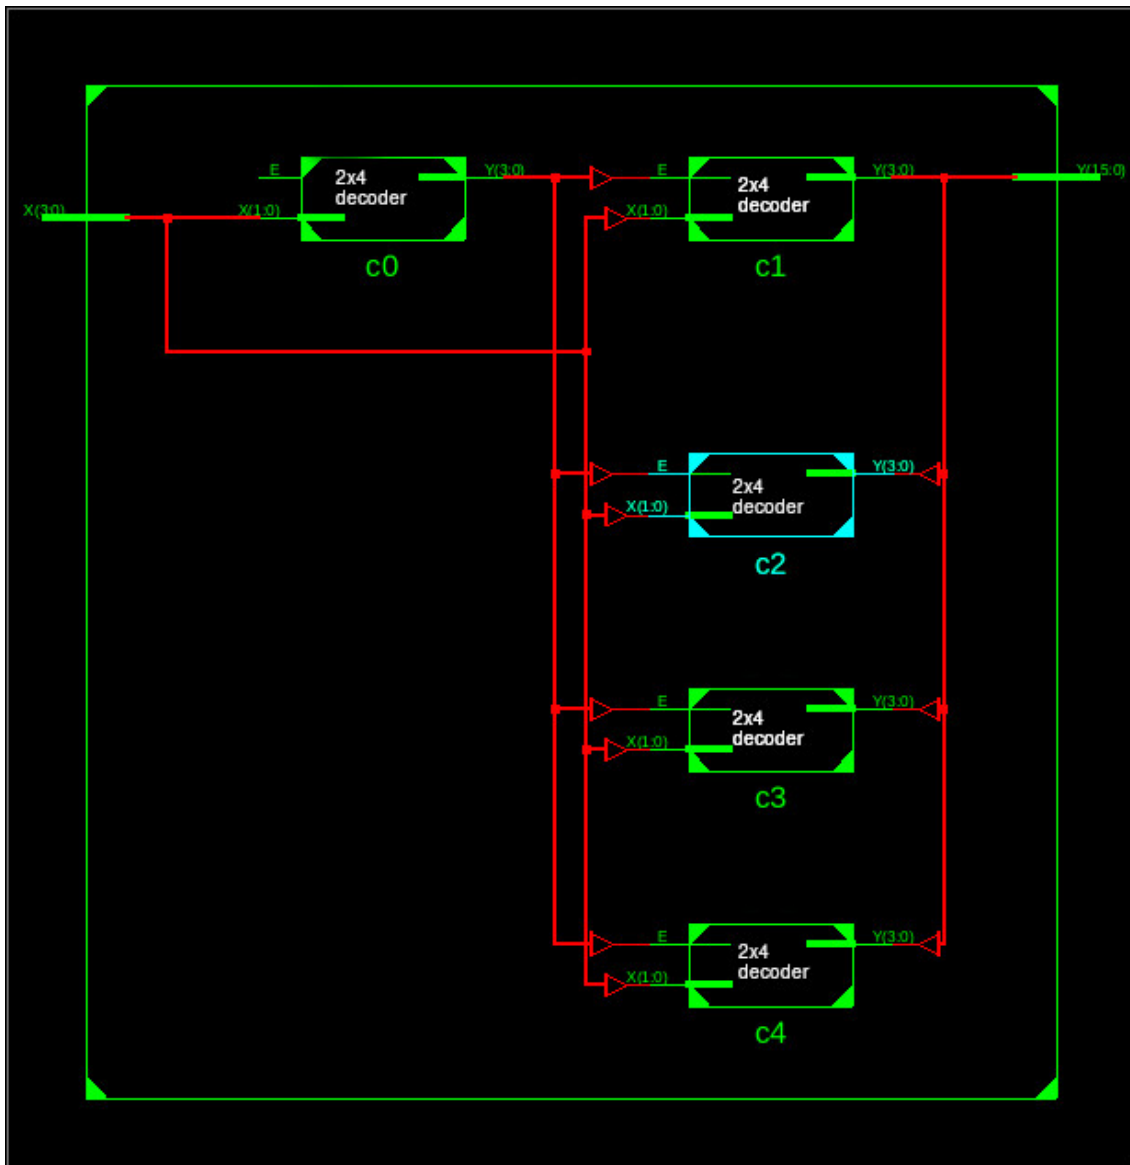 E
2x4
decoder
Y(3:0)
X(3:0)
X(1:0)
c0
E
2x4
decoder
Y(3:0)
Y(15:0)
X(1:0)
c1
E
2x4
decoder
Y(3:0)
X(1:0)
c2
E
2x4
decoder
Y(3:0)
X(1:0)
c3
E
2x4
decoder
Y(3:0)
X(1:0)
c4